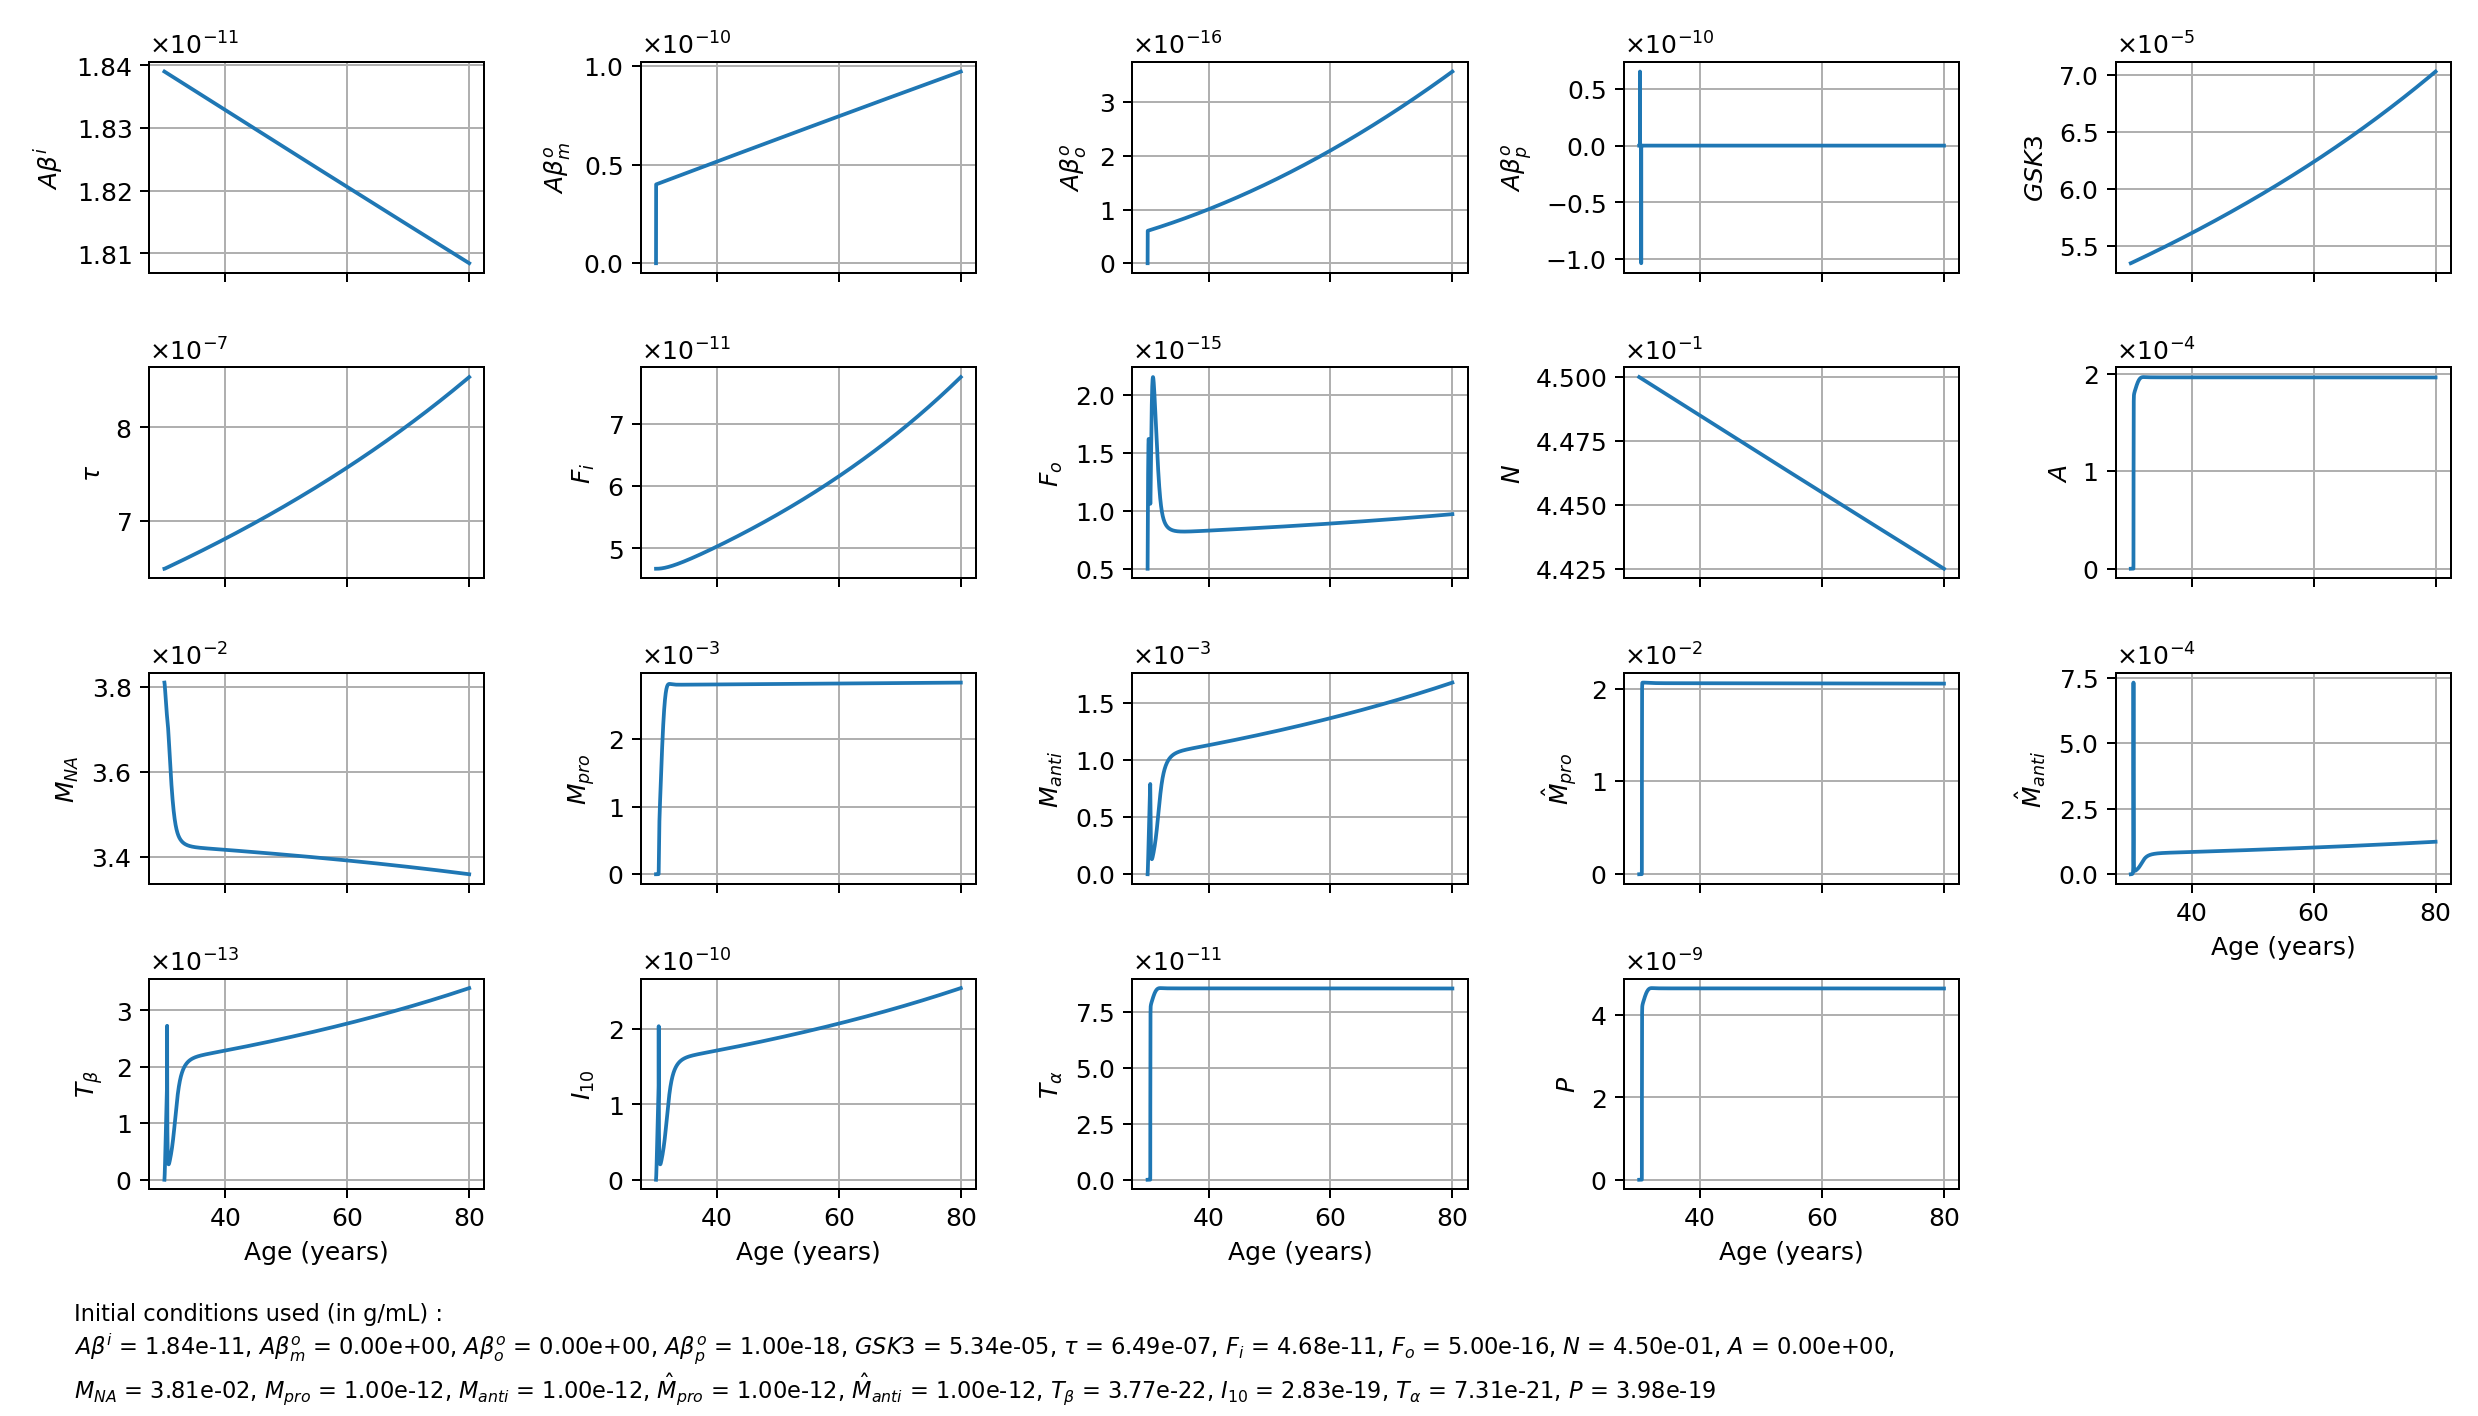 ×10⁻¹¹ ×10⁻¹⁰ ×10⁻¹⁶ ×10⁻¹⁰ ×10⁻⁵
1.84
1.83
1.82
1.81
Aβⁱ
1.0
0.5
0.0
Aβₘᵒ
3
2
1
0
Aβₒᵒ
0.5
0.0
−0.5
−1.0
Aβₚᵒ
7.0
6.5
6.0
5.5
GSK3
×10⁻⁷ ×10⁻¹¹ ×10⁻¹⁵ ×10⁻¹ ×10⁻⁴
8
7
τ
7
6
5
Fᵢ
2.0
1.5
1.0
0.5
Fₒ
4.500
4.475
4.450
4.425
N
2
1
0
A
×10⁻² ×10⁻³ ×10⁻³ ×10⁻² ×10⁻⁴
3.8
3.6
3.4
M_NA
2
1
0
M_pro
1.5
1.0
0.5
0.0
M_anti
2
1
0
M̂_pro
7.5
5.0
2.5
0.0
M̂_anti
40 60 80
Age (years)
×10⁻¹³ ×10⁻¹⁰ ×10⁻¹¹ ×10⁻⁹
3
2
1
0
T_β
40 60 80
Age (years)
2
1
0
I₁₀
40 60 80
Age (years)
7.5
5.0
2.5
0.0
T_α
40 60 80
Age (years)
4
2
0
P
40 60 80
Age (years)
Initial conditions used (in g/mL) :
Aβⁱ = 1.84e-11, Aβₘᵒ = 0.00e+00, Aβₒᵒ = 0.00e+00, Aβₚᵒ = 1.00e-18, GSK3 = 5.34e-05, τ = 6.49e-07, Fᵢ = 4.68e-11, Fₒ = 5.00e-16, N = 4.50e-01, A = 0.00e+00,
M_NA = 3.81e-02, M_pro = 1.00e-12, M_anti = 1.00e-12, M̂_pro = 1.00e-12, M̂_anti = 1.00e-12, T_β = 3.77e-22, I₁₀ = 2.83e-19, T_α = 7.31e-21, P = 3.98e-19